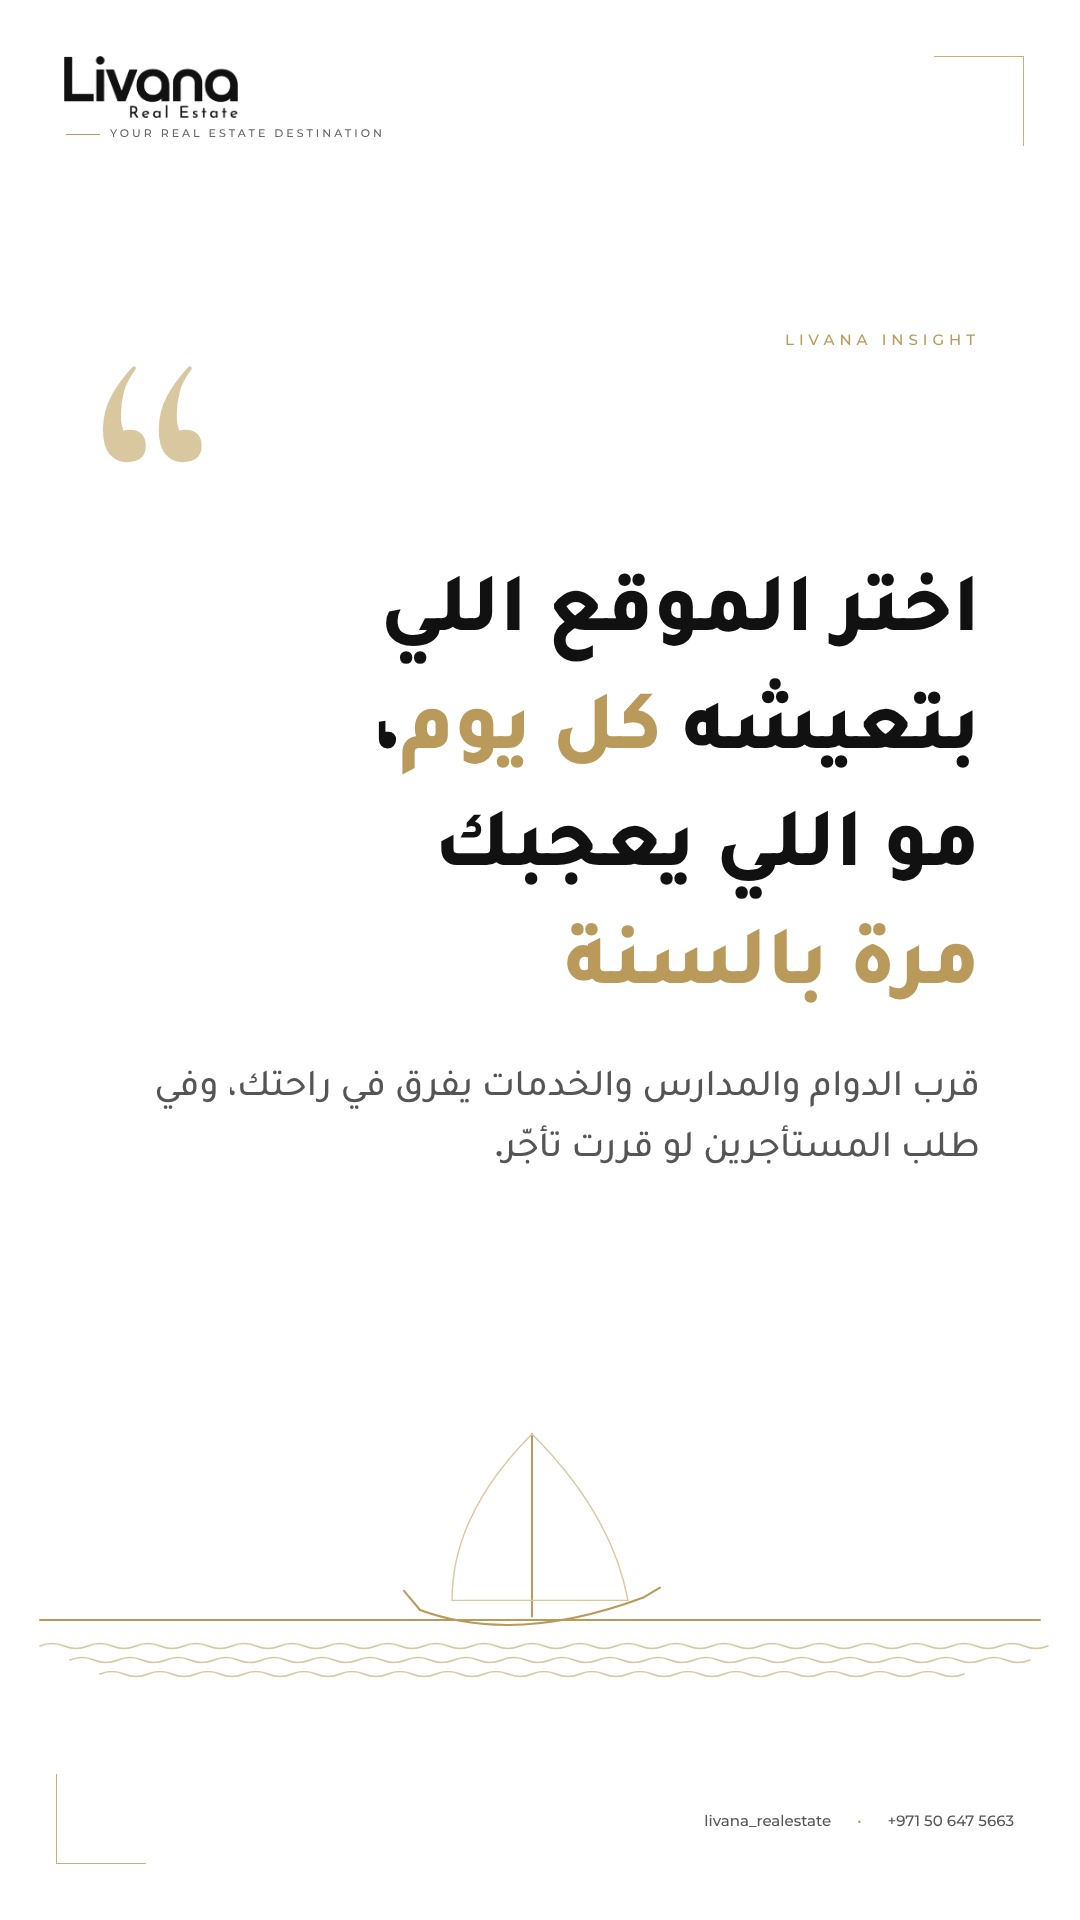 Livana
Real Estate
YOUR REAL ESTATE DESTINATION
LIVANA INSIGHT
“
اختر الموقع اللي
بتعيشه كل يوم،
مو اللي يعجبك
مرة بالسنة
قرب الدوام والمدارس والخدمات يفرق في راحتك، وفي
طلب المستأجرين لو قررت تأجّر.
livana_realestate · +971 50 647 5663